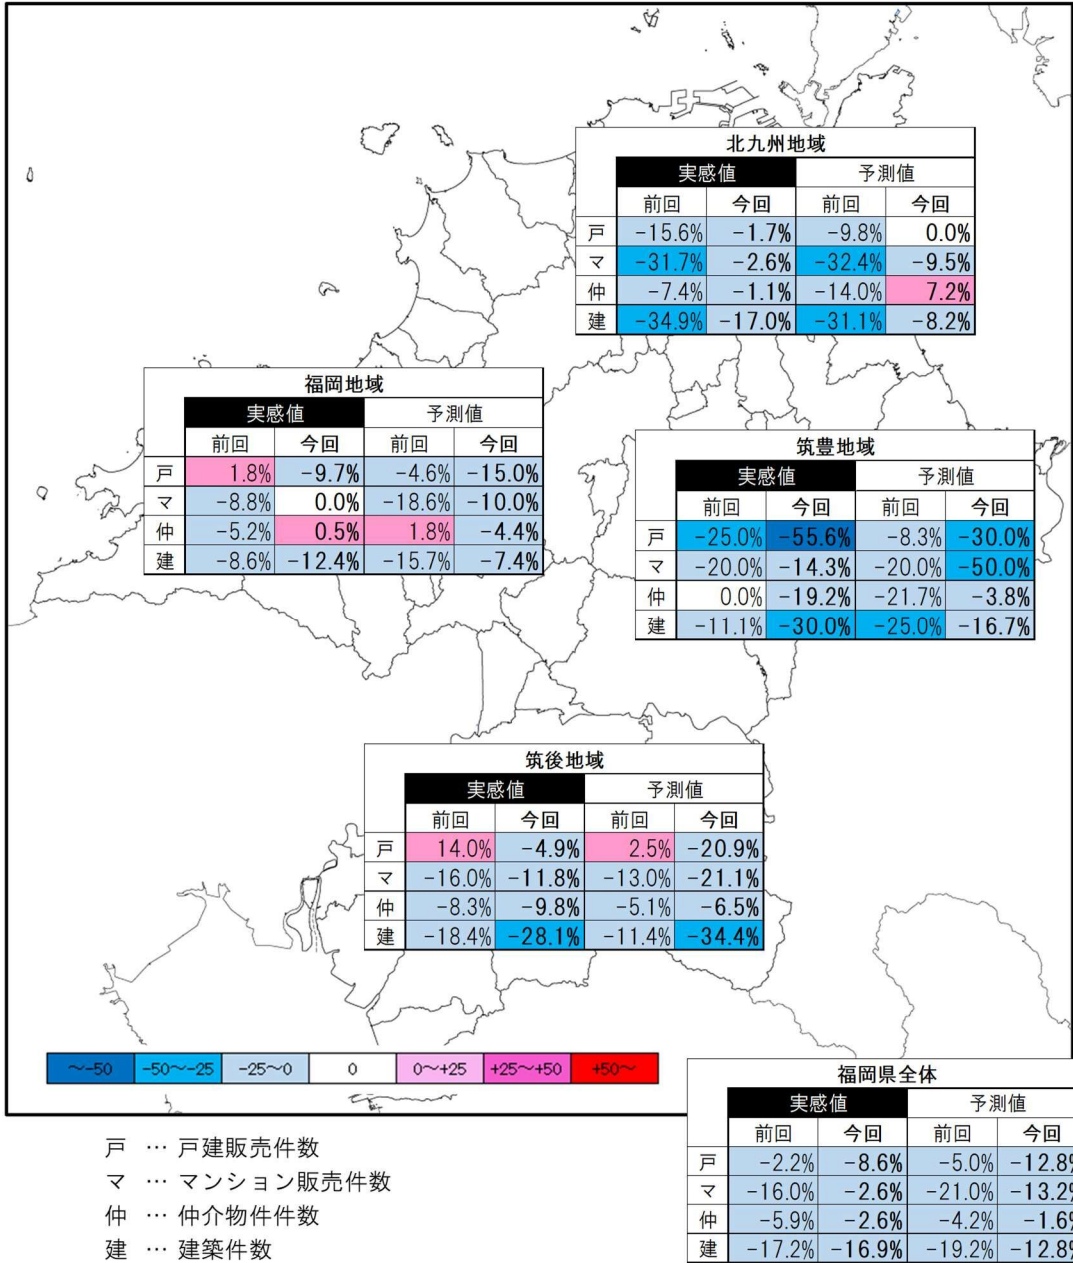 北九州地域
実感値 予測値
前回 今回 前回 今回
戸 -15.6% -1.7% -9.8% 0.0%
マ -31.7% -2.6% -32.4% -9.5%
仲 -7.4% -1.1% -14.0% 7.2%
建 -34.9% -17.0% -31.1% -8.2%
福岡地域
実感値 予測値
前回 今回 前回 今回
戸 1.8% -9.7% -4.6% -15.0%
マ -8.8% 0.0% -18.6% -10.0%
仲 -5.2% 0.5% 1.8% -4.4%
建 -8.6% -12.4% -15.7% -7.4%
筑豊地域
実感値 予測値
前回 今回 前回 今回
戸 -25.0% -55.6% -8.3% -30.0%
マ -20.0% -14.3% -20.0% -50.0%
仲 0.0% -19.2% -21.7% -3.8%
建 -11.1% -30.0% -25.0% -16.7%
筑後地域
実感値 予測値
前回 今回 前回 今回
戸 14.0% -4.9% 2.5% -20.9%
マ -16.0% -11.8% -13.0% -21.1%
仲 -8.3% -9.8% -5.1% -6.5%
建 -18.4% -28.1% -11.4% -34.4%
～-50 -50～-25 -25～0 0 0～+25 +25～+50 +50～
福岡県全体
実感値 予測値
前回 今回 前回 今回
戸 -2.2% -8.6% -5.0% -12.8%
マ -16.0% -2.6% -21.0% -13.2%
仲 -5.9% -2.6% -4.2% -1.6%
建 -17.2% -16.9% -19.2% -12.8%
戸 … 戸建販売件数
マ … マンション販売件数
仲 … 仲介物件件数
建 … 建築件数